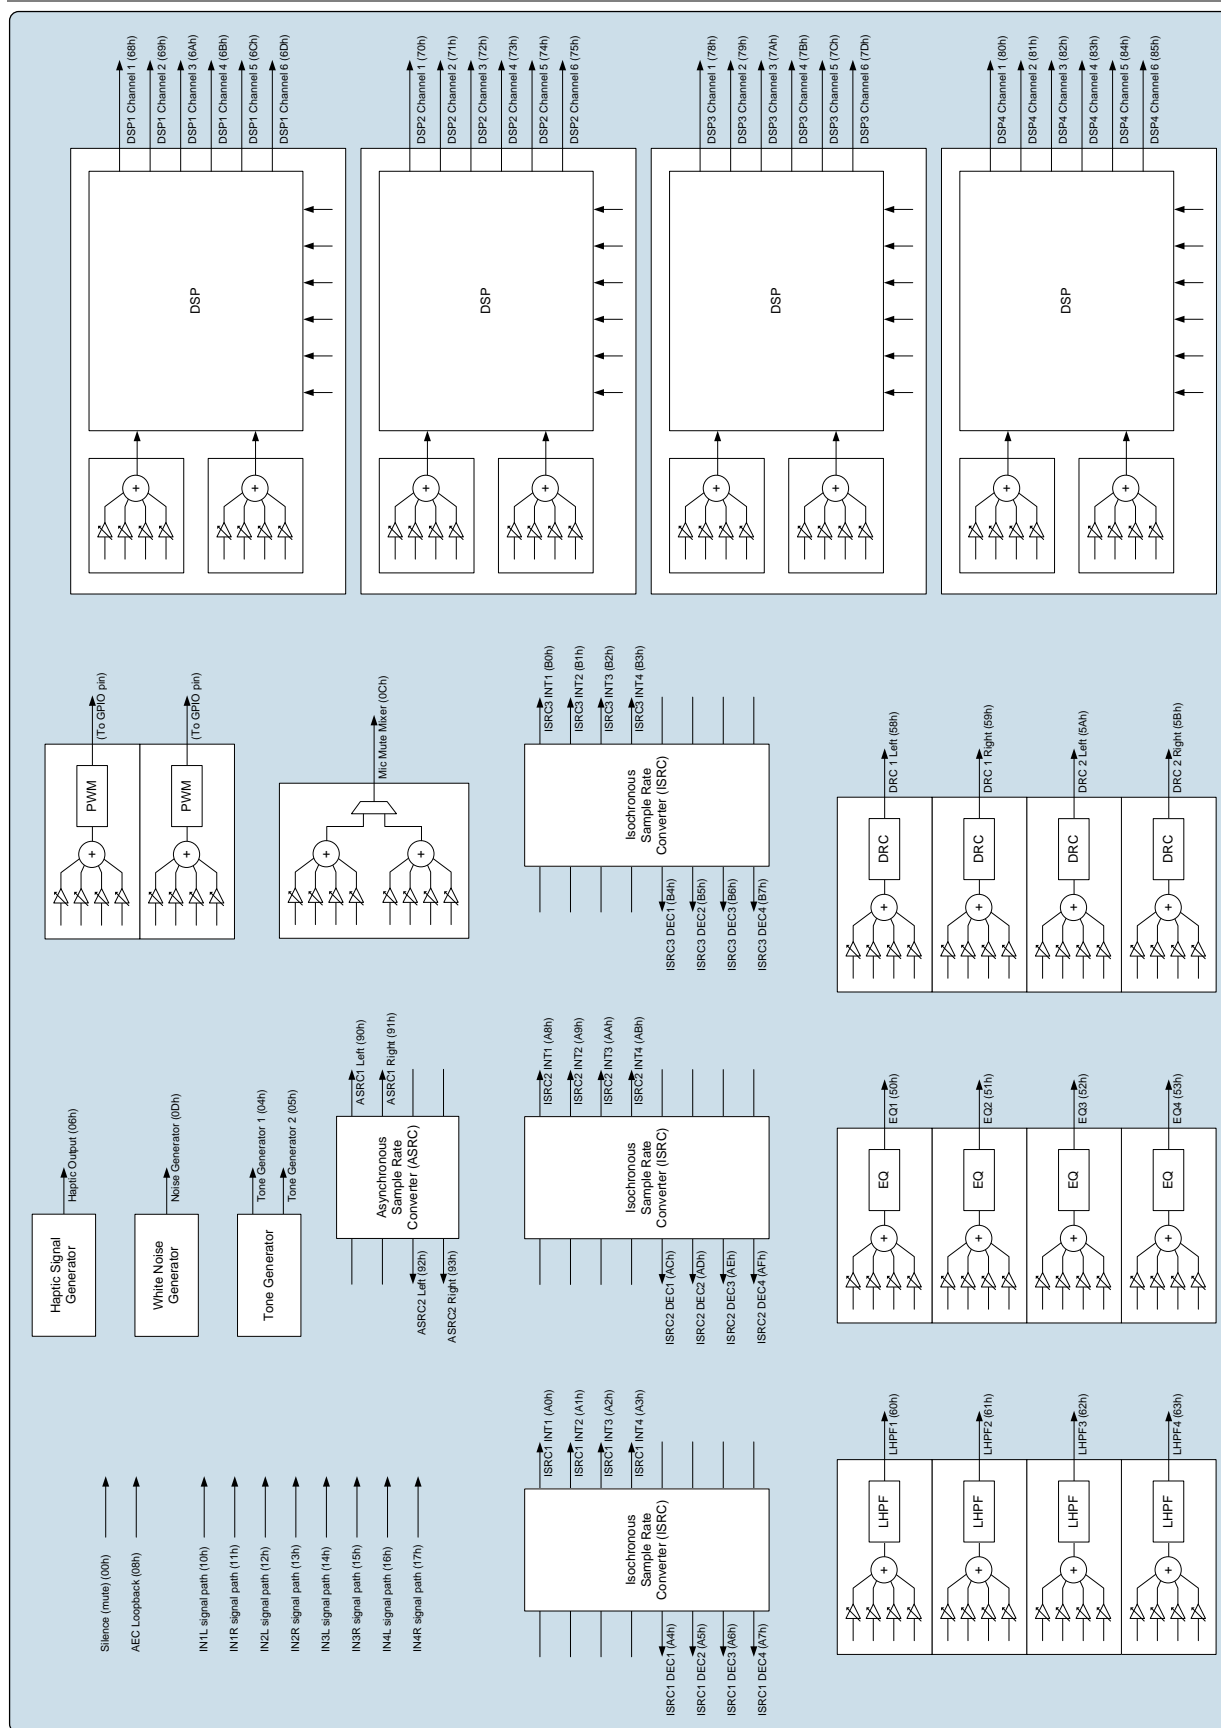 DSP1 Channel 1 (68h)
DSP1 Channel 2 (69h)
DSP1 Channel 3 (6Ah)
DSP1 Channel 4 (6Bh)
DSP1 Channel 5 (6Ch)
DSP1 Channel 6 (6Dh)
DSP
+
+
DSP2 Channel 1 (70h)
DSP2 Channel 2 (71h)
DSP2 Channel 3 (72h)
DSP2 Channel 4 (73h)
DSP2 Channel 5 (74h)
DSP2 Channel 6 (75h)
DSP
+
+
DSP3 Channel 1 (78h)
DSP3 Channel 2 (79h)
DSP3 Channel 3 (7Ah)
DSP3 Channel 4 (7Bh)
DSP3 Channel 5 (7Ch)
DSP3 Channel 6 (7Dh)
DSP
+
+
DSP4 Channel 1 (80h)
DSP4 Channel 2 (81h)
DSP4 Channel 3 (82h)
DSP4 Channel 4 (83h)
DSP4 Channel 5 (84h)
DSP4 Channel 6 (85h)
DSP
+
+
(To GPIO pin)
PWM
+
(To GPIO pin)
PWM
+
Mic Mute Mixer (0Ch)
+
+
ISRC3 INT1 (B0h)
ISRC3 INT2 (B1h)
ISRC3 INT3 (B2h)
ISRC3 INT4 (B3h)
Isochronous
Sample Rate
Converter (ISRC)
ISRC3 DEC1 (B4h)
ISRC3 DEC2 (B5h)
ISRC3 DEC3 (B6h)
ISRC3 DEC4 (B7h)
DRC 1 Left (58h)
DRC
+
DRC 1 Right (59h)
DRC
+
DRC 2 Left (5Ah)
DRC
+
DRC 2 Right (5Bh)
DRC
+
Haptic Output (06h)
Haptic Signal
Generator
Noise Generator (0Dh)
White Noise
Generator
Tone Generator 1 (04h)
Tone Generator 2 (05h)
Tone Generator
ASRC1 Left (90h)
ASRC1 Right (91h)
Asynchronous
Sample Rate
Converter (ASRC)
ASRC2 Left (92h)
ASRC2 Right (93h)
ISRC2 INT1 (A8h)
ISRC2 INT2 (A9h)
ISRC2 INT3 (AAh)
ISRC2 INT4 (ABh)
Isochronous
Sample Rate
Converter (ISRC)
ISRC2 DEC1 (ACh)
ISRC2 DEC2 (ADh)
ISRC2 DEC3 (AEh)
ISRC2 DEC4 (AFh)
EQ1 (50h)
EQ
+
EQ2 (51h)
EQ
+
EQ3 (52h)
EQ
+
EQ4 (53h)
EQ
+
Silence (mute) (00h)
AEC Loopback (08h)
IN1L signal path (10h)
IN1R signal path (11h)
IN2L signal path (12h)
IN2R signal path (13h)
IN3L signal path (14h)
IN3R signal path (15h)
IN4L signal path (16h)
IN4R signal path (17h)
ISRC1 INT1 (A0h)
ISRC1 INT2 (A1h)
ISRC1 INT3 (A2h)
ISRC1 INT4 (A3h)
Isochronous
Sample Rate
Converter (ISRC)
ISRC1 DEC1 (A4h)
ISRC1 DEC2 (A5h)
ISRC1 DEC3 (A6h)
ISRC1 DEC4 (A7h)
LHPF1 (60h)
LHPF
+
LHPF2 (61h)
LHPF
+
LHPF3 (62h)
LHPF
+
LHPF4 (63h)
LHPF
+